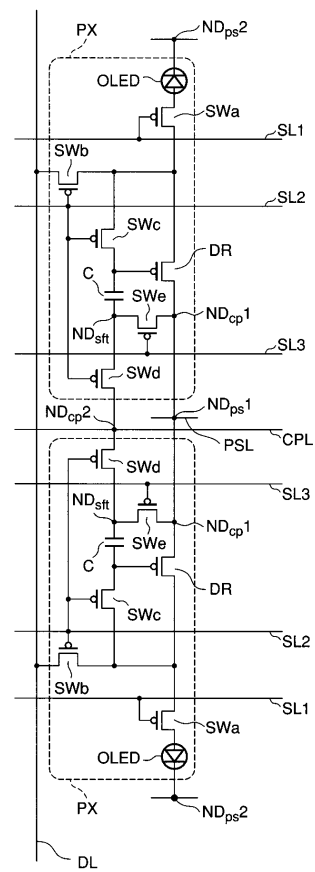 PX
NDps2
OLED
SWa
SL1
SWb
SL2
SWc
DR
C
SWe
NDsft
NDcp1
SL3
SWd
NDcp2
NDps1
PSL
CPL
SWd
SL3
NDsft
NDcp1
SWe
C
DR
SWc
SL2
SWb
SL1
SWa
OLED
PX
NDps2
DL